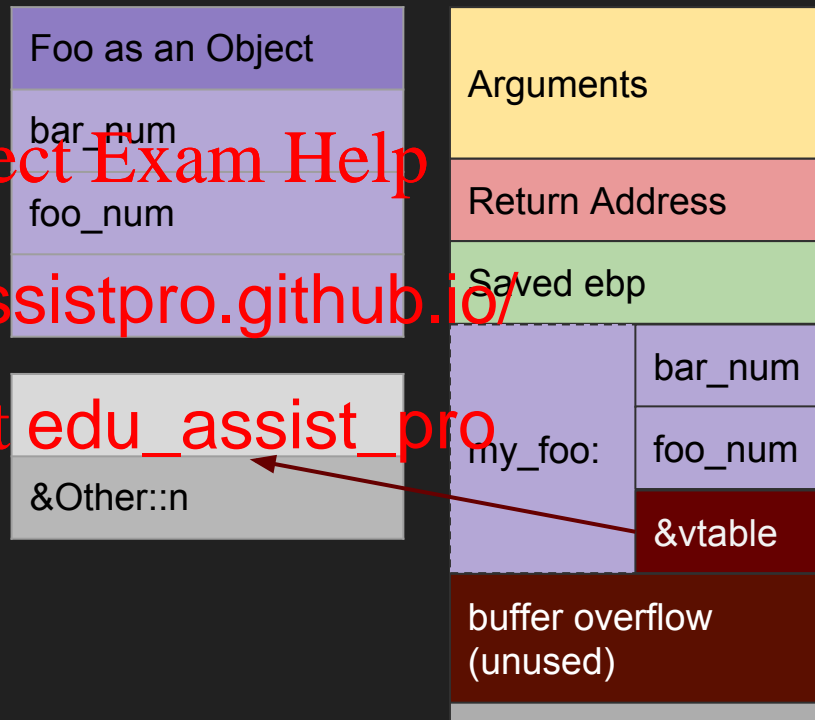 Foo as an Object
bar_num
ect Exam Help
foo_num
ssistpro.github.io/
t edu_assist_pro
&Other::n
Arguments
Return Address
Saved ebp
bar_num
my_foo:
foo_num
&vtable
buffer overflow
(unused)